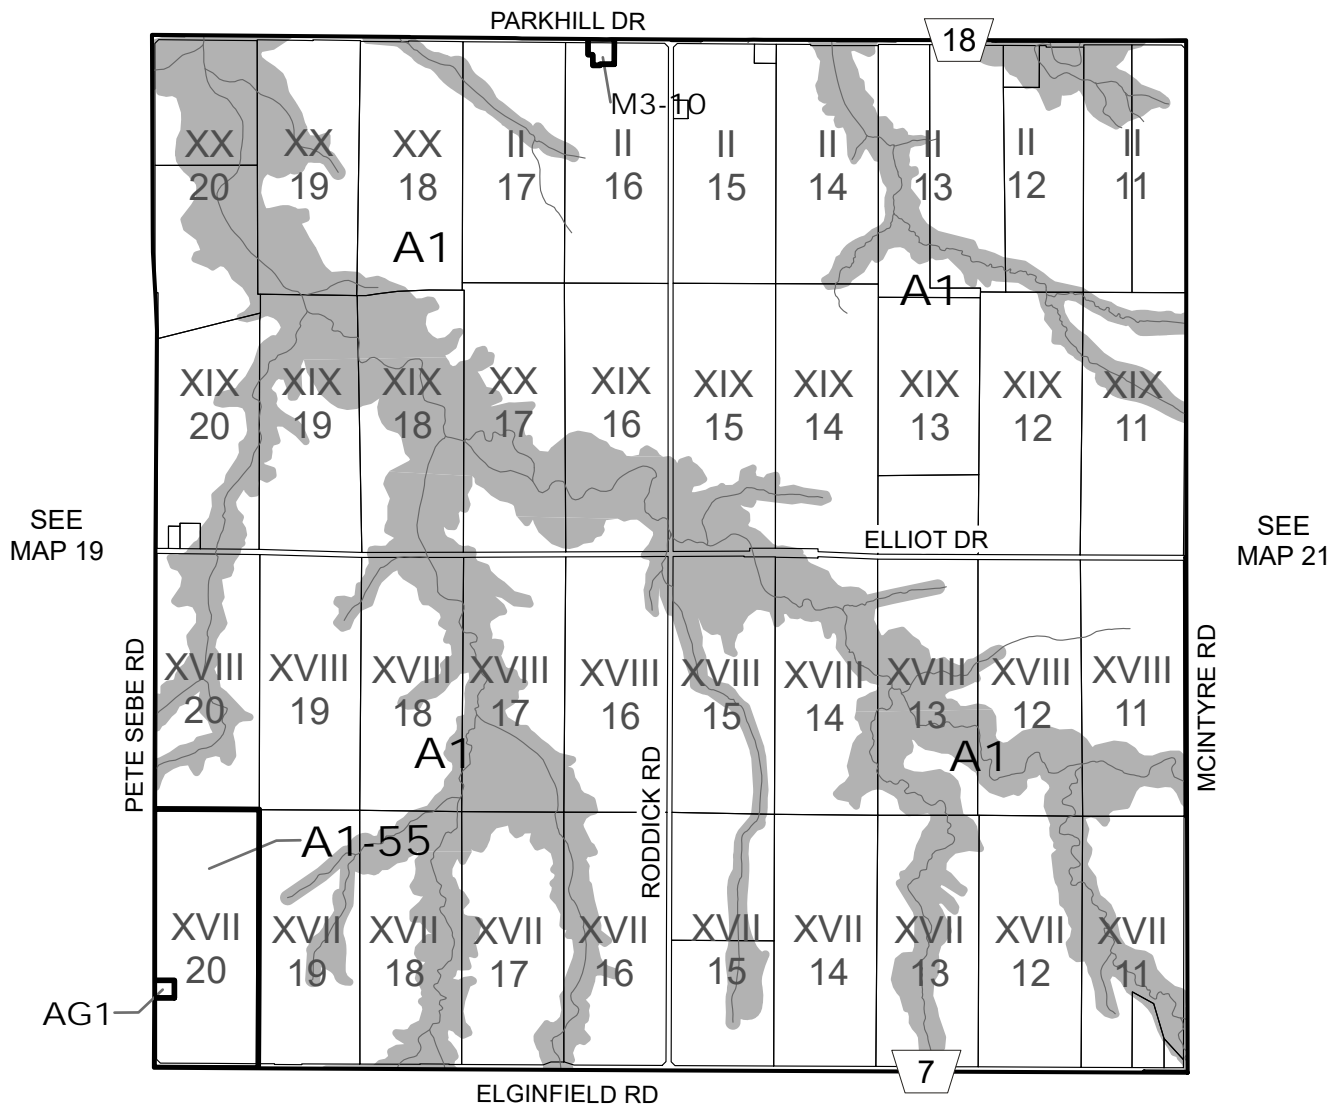 PARKHILL DR
18
M3-10
XX
20
XX
19
XX
18
II
17
II
16
II
15
II
14
II
13
II
12
II
11
A1
A1
XIX
20
XIX
19
XIX
18
XX
17
XIX
16
XIX
15
XIX
14
XIX
13
XIX
12
XIX
11
SEE
MAP 19
ELLIOT DR
SEE
MAP 21
PETE SEBE RD
XVIII
20
XVIII
19
XVIII
18
XVIII
17
XVIII
16
XVIII
15
XVIII
14
XVIII
13
XVIII
12
XVIII
11
MCINTYRE RD
A1
A1
RODDICK RD
A1-55
XVII
20
XVII
19
XVII
18
XVII
17
XVII
16
XVII
15
XVII
14
XVII
13
XVII
12
XVII
11
AG1
7
ELGINFIELD RD